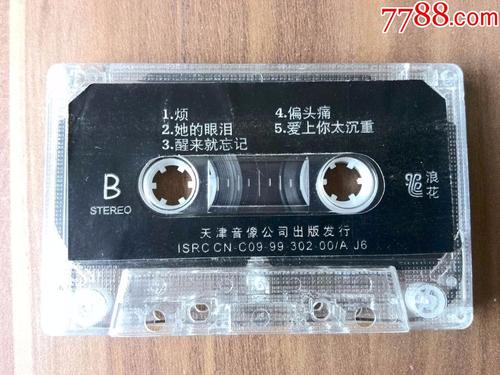 7788.com
1.烦
2.她的眼泪
3.醒来就忘记
4.偏头痛
5.爱上你太沉重
B
STEREO
浪花
天津音像公司出版发行
ISRC CN-C09-99-302-00/A.J6